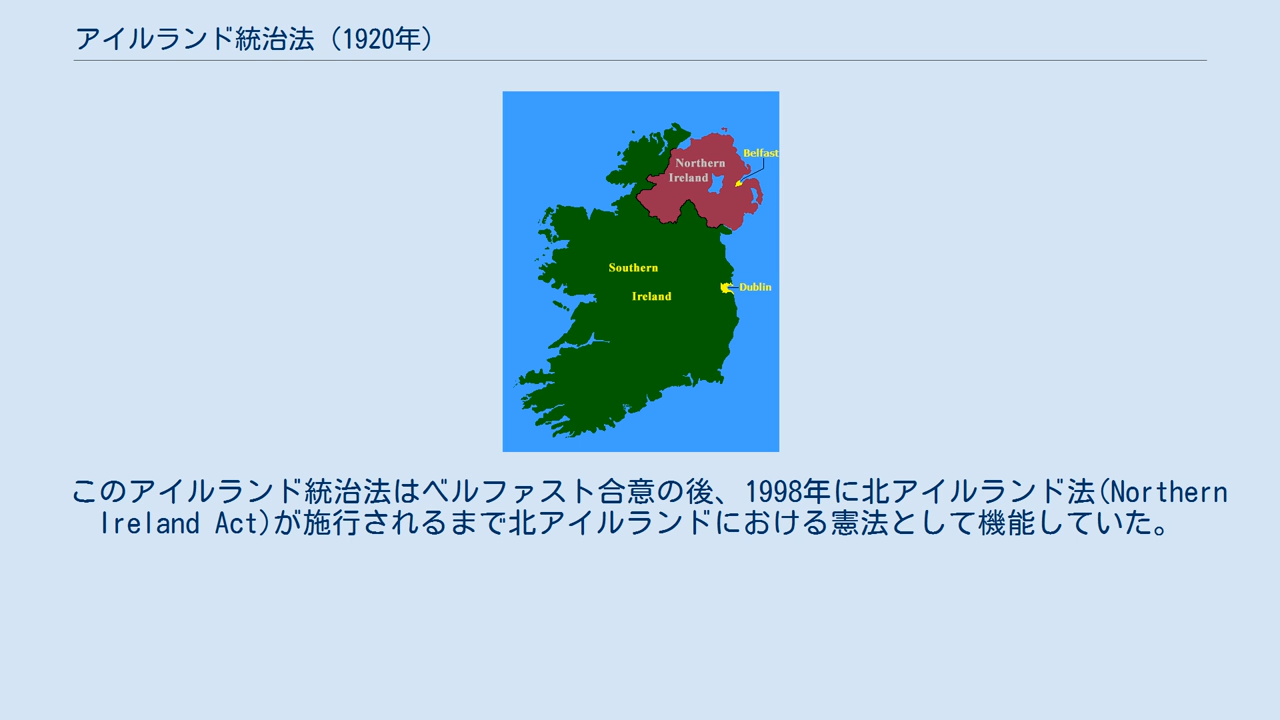 アイルランド統治法（1920年）
Belfast
Northern
Ireland
Southern
Ireland
Dublin
このアイルランド統治法はベルファスト合意の後、1998年に北アイルランド法(Northern
Ireland Act)が施行されるまで北アイルランドにおける憲法として機能していた。